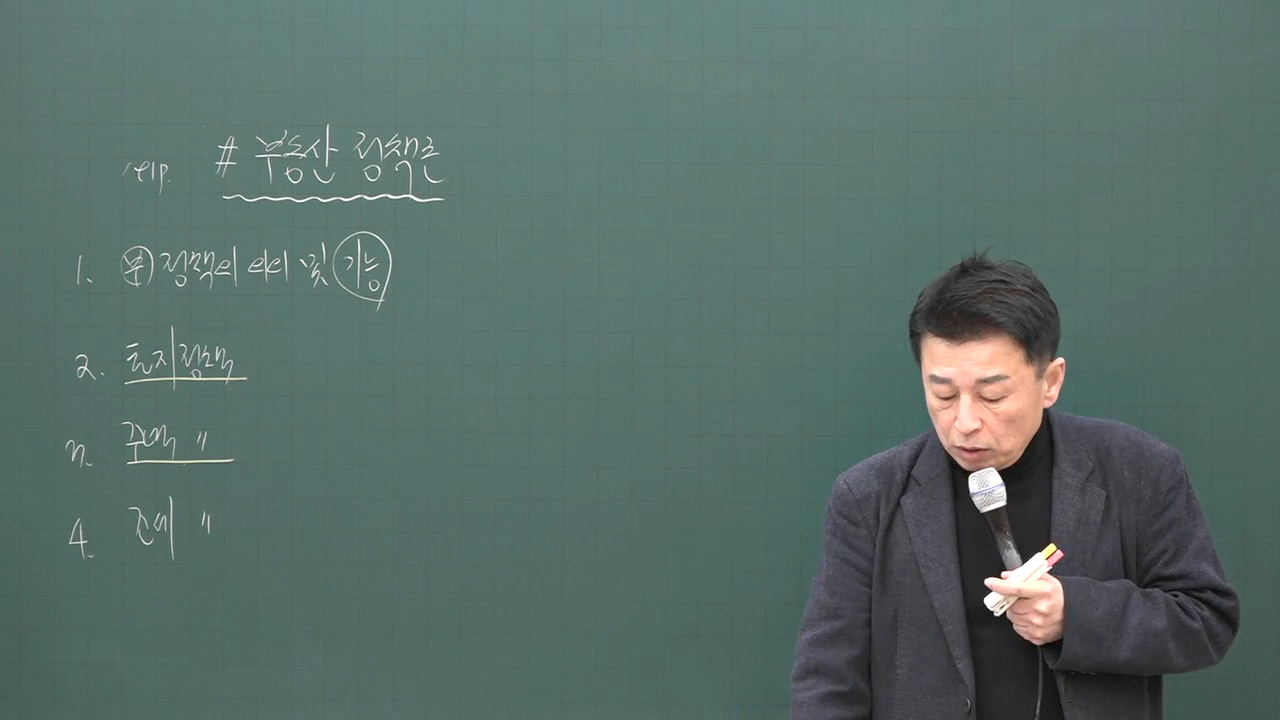 # 부동산 정책론
1. (부)정책의 의의 및 기능
2. 토지정책
3. 주택 〃
4. 조세 〃